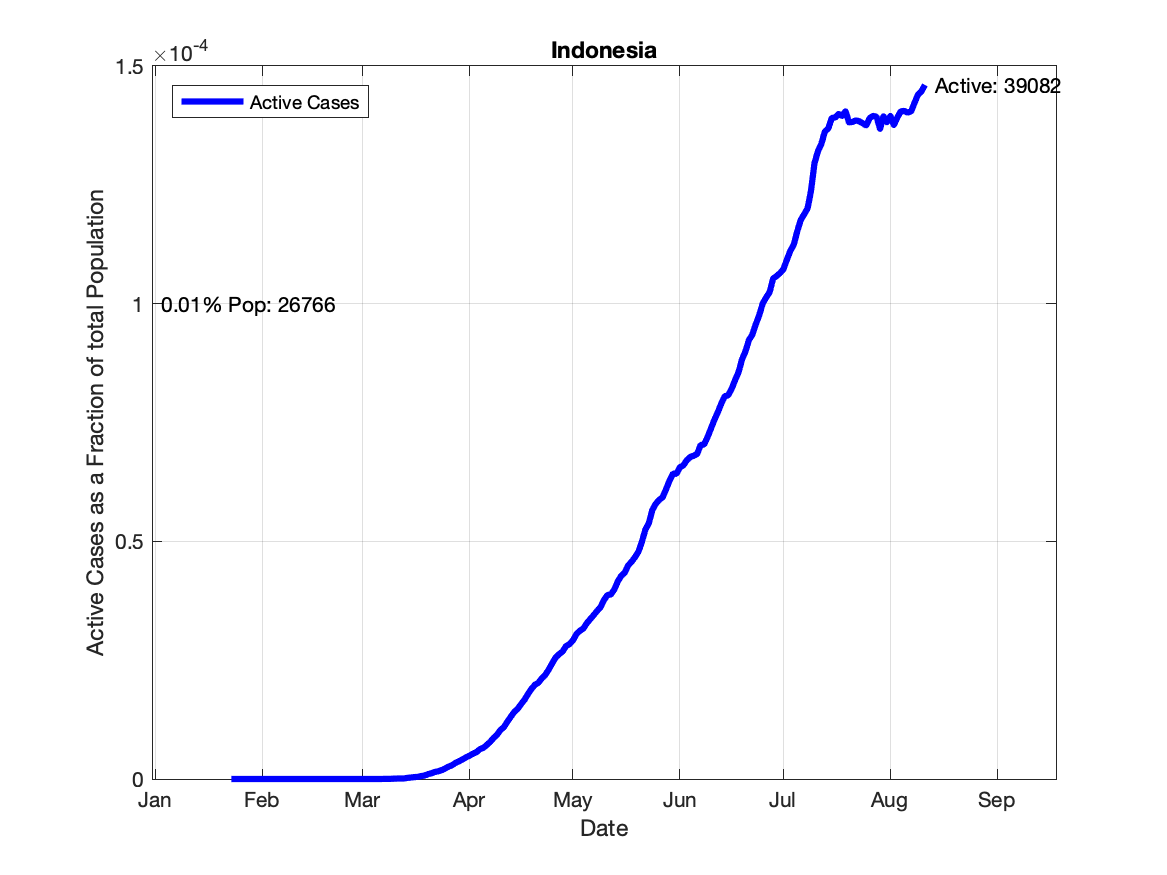 Indonesia
×10⁻⁴
1.5
Active Cases
Active: 39082
Active Cases as a Fraction of total Population
1
0.01% Pop: 26766
0.5
0
Jan Feb Mar Apr May Jun Jul Aug Sep
Date